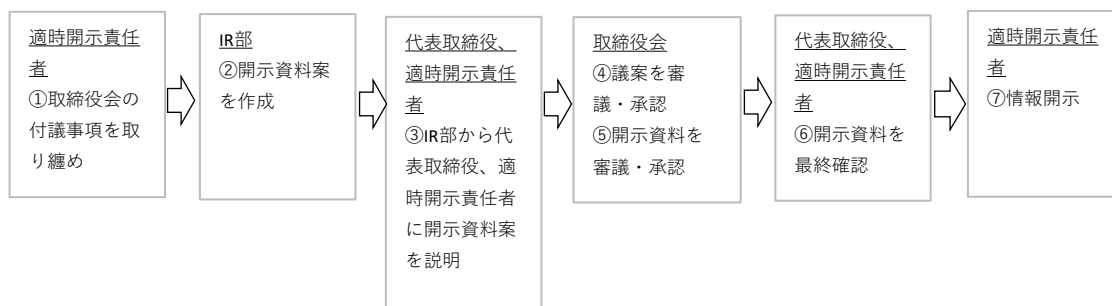 適時開示責任
者
①取締役会の
付議事項を取
り纏め
IR部
②開示資料案
を作成
代表取締役、
適時開示責任
者
③IR部から代
表取締役、適
時開示責任者
に開示資料案
を説明
取締役会
④議案を審
議・承認
⑤開示資料を
審議・承認
代表取締役、
適時開示責任
者
⑥開示資料を
最終確認
適時開示責任
者
⑦情報開示